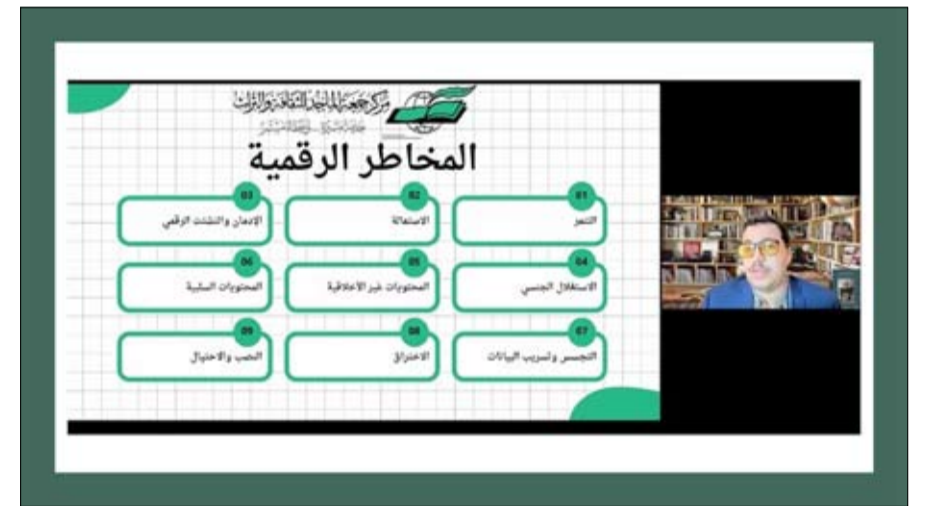 مركز جمعة الماجد للثقافة والتراث
المخاطر الرقمية
01
التنمر
02
الاستمالة
03
الإدمان والتشتت الرقمي
04
الاستغلال الجنسي
05
المحتويات غير الأخلاقية
06
المحتويات السلبية
07
التجسس وتسريب البيانات
08
الاختراق
09
النصب والاحتيال